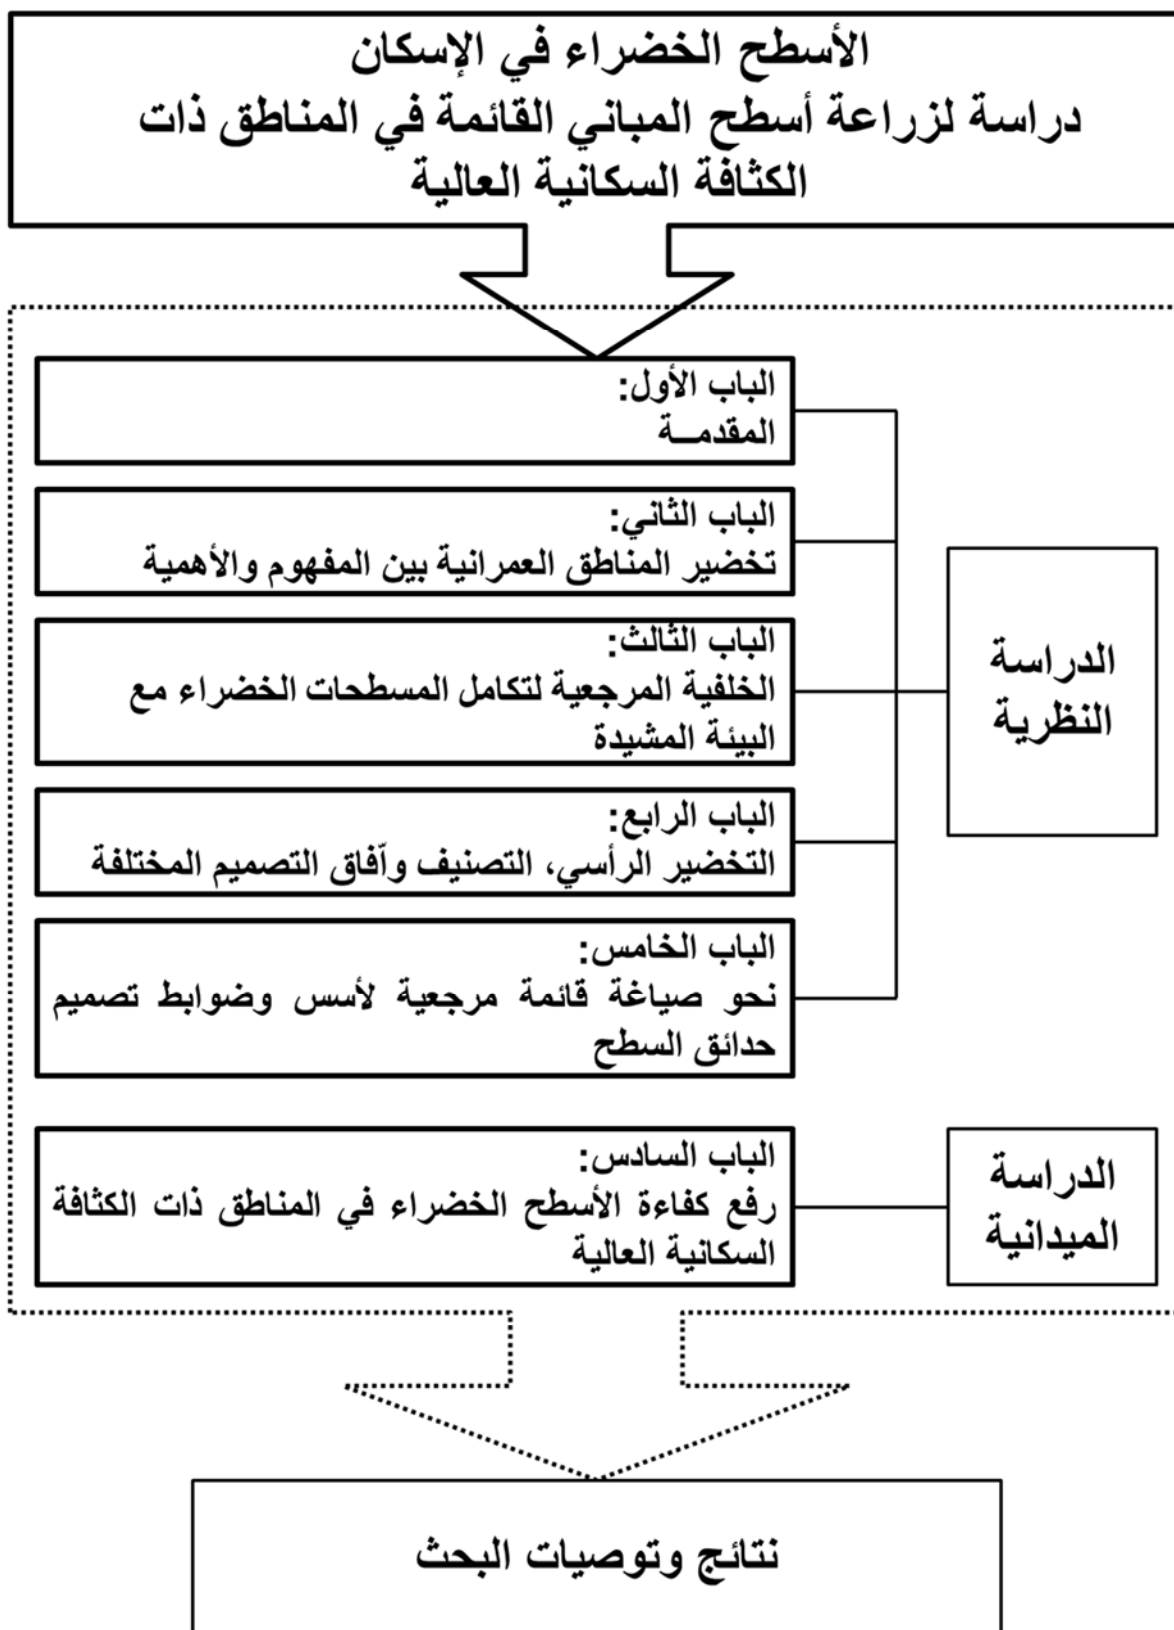 الأسطح الخضراء في الإسكان
دراسة لزراعة أسطح المباني القائمة في المناطق ذات
الكثافة السكانية العالية
الباب الأول:
المقدمــة
الباب الثاني:
تخضير المناطق العمرانية بين المفهوم والأهمية
الباب الثالث:
الخلفية المرجعية لتكامل المسطحات الخضراء مع
البيئة المشيدة
الباب الرابع:
التخضير الرأسي، التصنيف وآفاق التصميم المختلفة
الباب الخامس:
نحو صياغة قائمة مرجعية لأسس وضوابط تصميم
حدائق السطح
الدراسة
النظرية
الباب السادس:
رفع كفاءة الأسطح الخضراء في المناطق ذات الكثافة
السكانية العالية
الدراسة
الميدانية
نتائج وتوصيات البحث